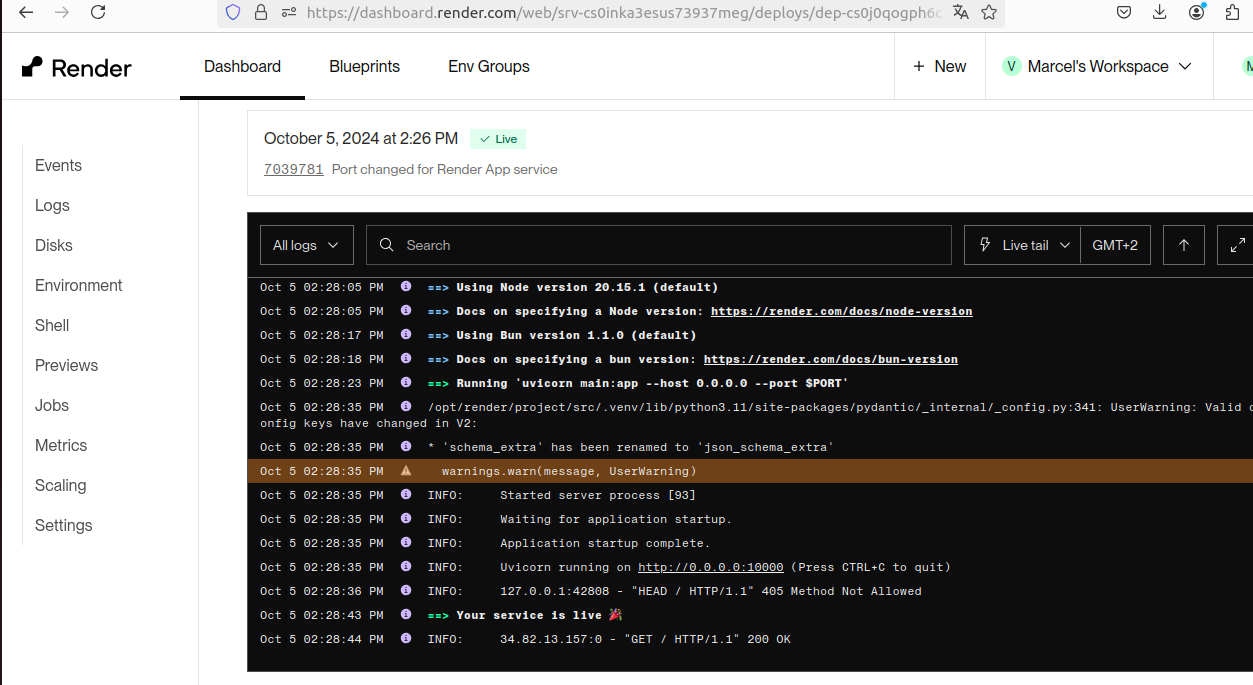 https://dashboard.render.com/web/srv-cs0inka3esus73937meg/deploys/dep-cs0j0qogph6c
Render Dashboard Blueprints Env Groups + New V Marcel's Workspace M
October 5, 2024 at 2:26 PM Live
7039781 Port changed for Render App service
Events
Logs
Disks
Environment
Shell
Previews
Jobs
Metrics
Scaling
Settings
All logs Search Live tail GMT+2
Oct 5 02:28:05 PM ==> Using Node version 20.15.1 (default)
Oct 5 02:28:05 PM ==> Docs on specifying a Node version: https://render.com/docs/node-version
Oct 5 02:28:17 PM ==> Using Bun version 1.1.0 (default)
Oct 5 02:28:18 PM ==> Docs on specifying a bun version: https://render.com/docs/bun-version
Oct 5 02:28:23 PM ==> Running 'uvicorn main:app --host 0.0.0.0 --port $PORT'
Oct 5 02:28:35 PM /opt/render/project/src/.venv/lib/python3.11/site-packages/pydantic/_internal/_config.py:341: UserWarning: Valid c
onfig keys have changed in V2:
Oct 5 02:28:35 PM * 'schema_extra' has been renamed to 'json_schema_extra'
Oct 5 02:28:35 PM warnings.warn(message, UserWarning)
Oct 5 02:28:35 PM INFO: Started server process [93]
Oct 5 02:28:35 PM INFO: Waiting for application startup.
Oct 5 02:28:35 PM INFO: Application startup complete.
Oct 5 02:28:35 PM INFO: Uvicorn running on http://0.0.0.0:10000 (Press CTRL+C to quit)
Oct 5 02:28:36 PM INFO: 127.0.0.1:42808 - "HEAD / HTTP/1.1" 405 Method Not Allowed
Oct 5 02:28:43 PM ==> Your service is live 🎉
Oct 5 02:28:44 PM INFO: 34.82.13.157:0 - "GET / HTTP/1.1" 200 OK